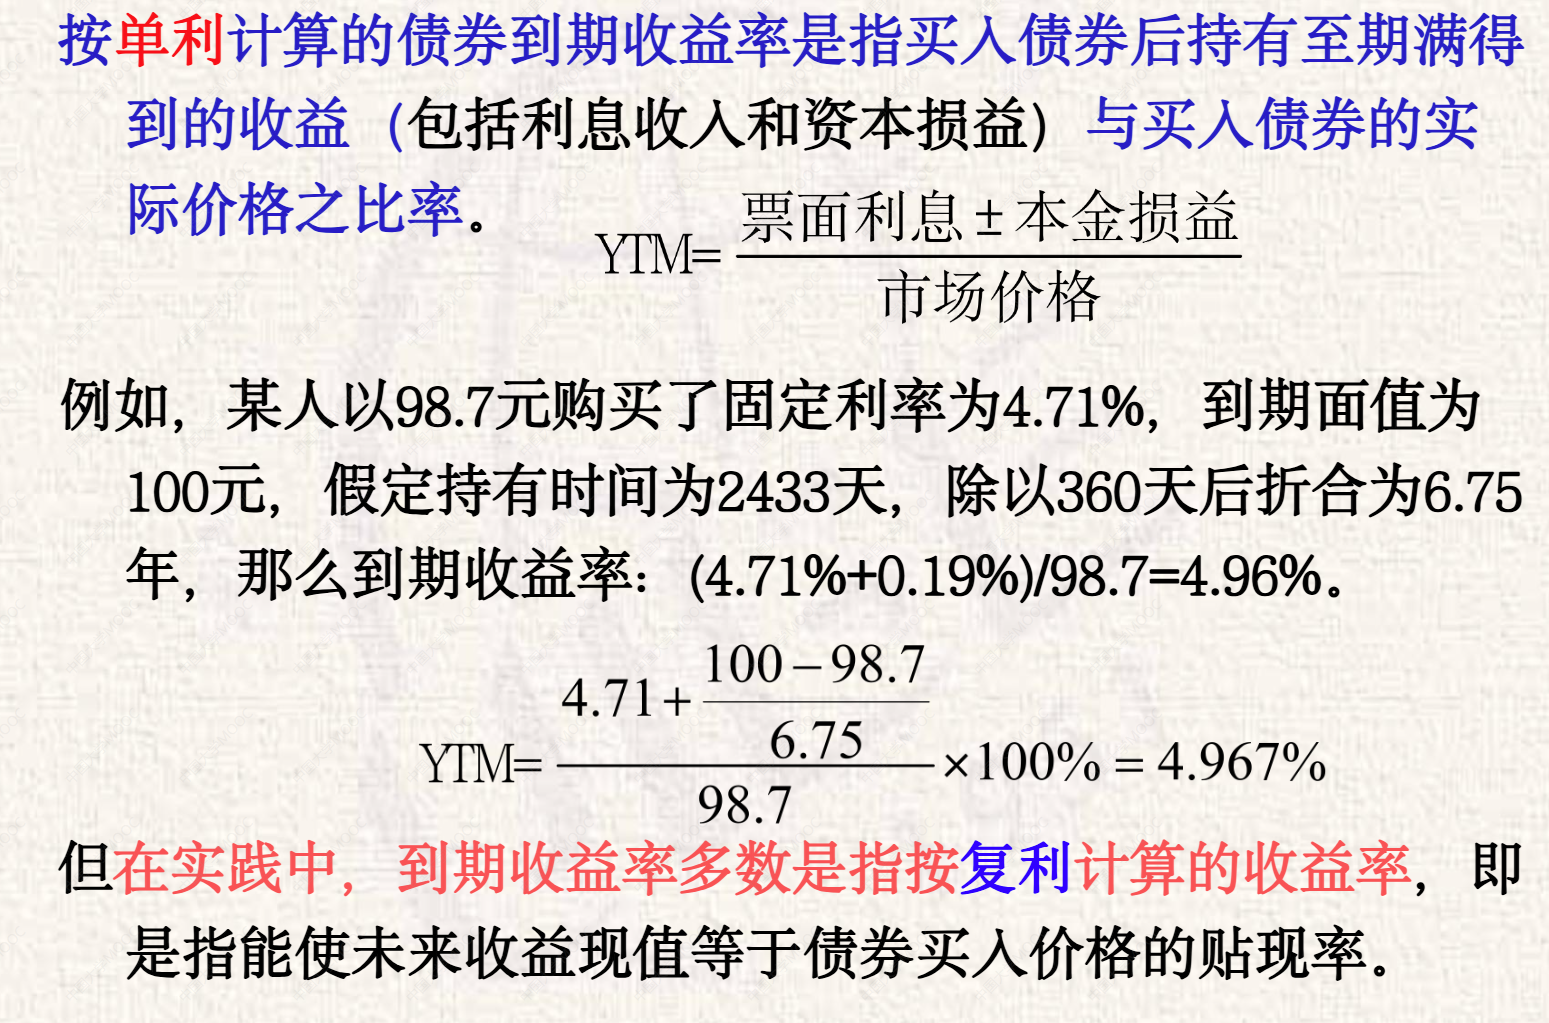 按单利计算的债券到期收益率是指买入债券后持有至期满得
到的收益（包括利息收入和资本损益）与买入债券的实
际价格之比率。
YTM= 票面利息±本金损益
市场价格
例如，某人以98.7元购买了固定利率为4.71%，到期面值为
100元，假定持有时间为2433天，除以360天后折合为6.75
年，那么到期收益率：(4.71%+0.19%)/98.7=4.96%。
100－98.7
4.71+
6.75
YTM= ×100% = 4.967%
98.7
但在实践中，到期收益率多数是指按复利计算的收益率，即
是指能使未来收益现值等于债券买入价格的贴现率。